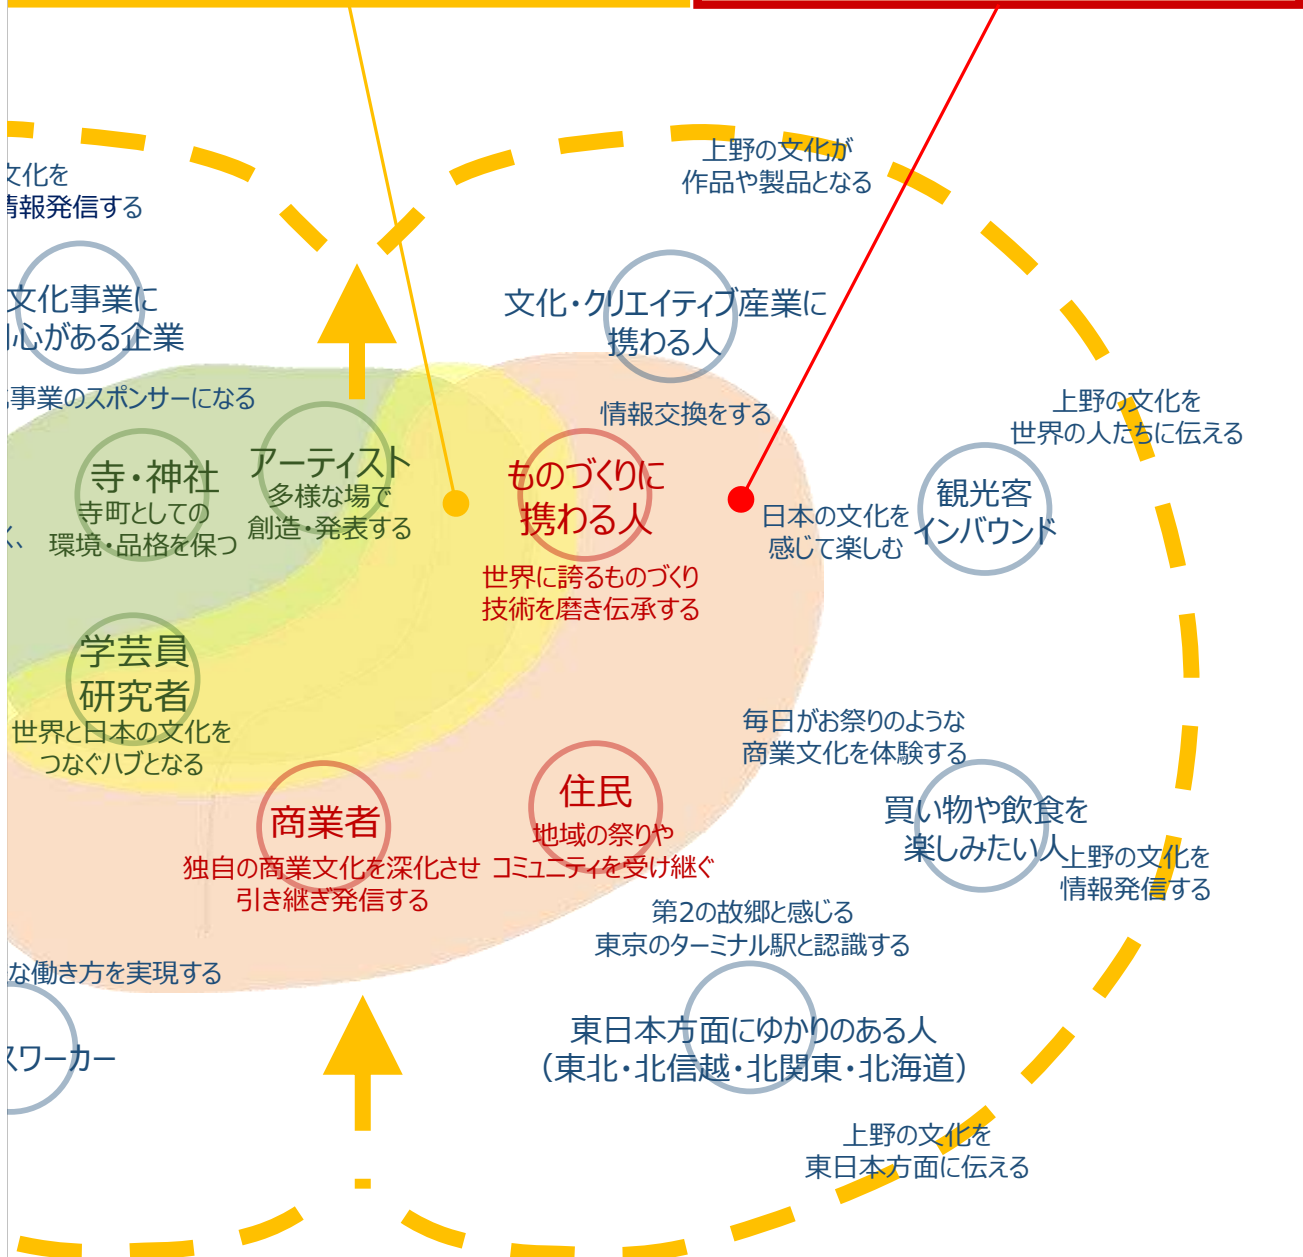 上野の文化が
作品や製品となる
文化を
情報発信する
文化事業に
心がある企業
文化・クリエイティブ産業に
携わる人
事業のスポンサーになる
情報交換をする
上野の文化を
世界の人たちに伝える
寺・神社
寺町としての
環境・品格を保つ
アーティスト
多様な場で
創造・発表する
ものづくりに
携わる人
世界に誇るものづくり
技術を磨き伝承する
日本の文化を
感じて楽しむ
観光客
インバウンド
学芸員
研究者
世界と日本の文化を
つなぐハブとなる
毎日がお祭りのような
商業文化を体験する
商業者
独自の商業文化を深化させ
引き継ぎ発信する
住民
地域の祭りや
コミュニティを受け継ぐ
買い物や飲食を
楽しみたい人
上野の文化を
情報発信する
第2の故郷と感じる
東京のターミナル駅と認識する
な働き方を実現する
スワーカー
東日本方面にゆかりのある人
（東北・北信越・北関東・北海道）
上野の文化を
東日本方面に伝える